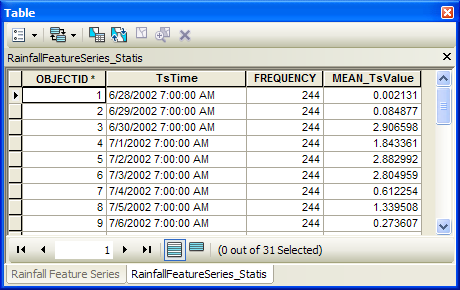 Table
RainfallFeatureSeries_Statis
OBJECTID * TsTime FREQUENCY MEAN_TsValue
1 6/28/2002 7:00:00 AM 244 0.002131
2 6/29/2002 7:00:00 AM 244 0.084877
3 6/30/2002 7:00:00 AM 244 2.906598
4 7/1/2002 7:00:00 AM 244 1.843361
5 7/2/2002 7:00:00 AM 244 2.882992
6 7/3/2002 7:00:00 AM 244 2.804959
7 7/4/2002 7:00:00 AM 244 0.612254
8 7/5/2002 7:00:00 AM 244 1.339508
9 7/6/2002 7:00:00 AM 244 0.273607
1 (0 out of 31 Selected)
Rainfall Feature Series RainfallFeatureSeries_Statis